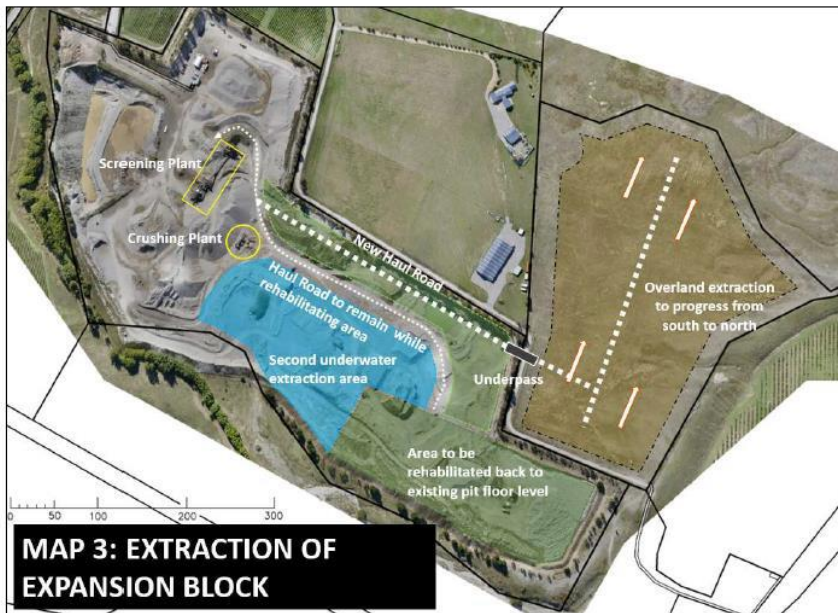 Screening Plant
Crushing Plant
New Haul Road
Haul Road to remain while
rehabilitating area
Second underwater
extraction area
Underpass
Overland extraction
to progress from
south to north
Area to be
rehabilitated back to
existing pit floor level
0 100 200 300
MAP 3: EXTRACTION OF
EXPANSION BLOCK